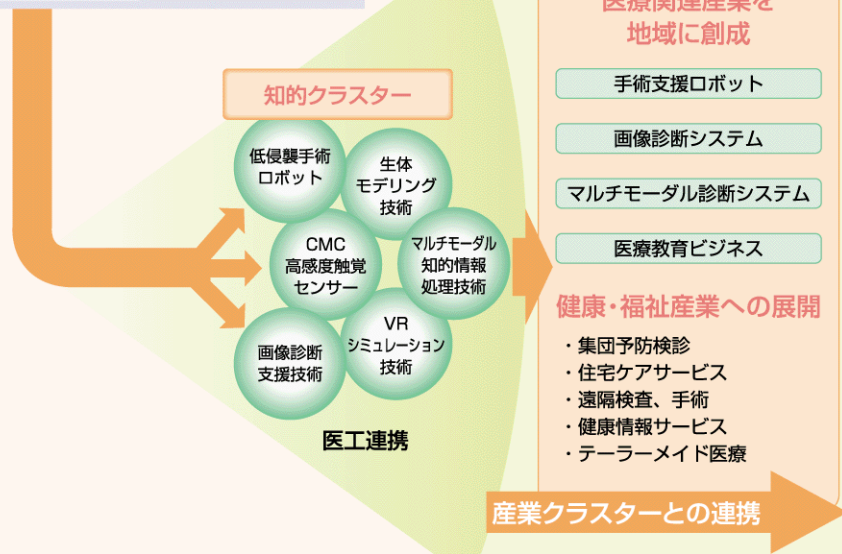 知的クラスター
低侵襲手術
ロボット
生体
モデリング
技術
CMC
高感度触覚
センサー
マルチモーダル
知的情報
処理技術
画像診断
支援技術
VR
シミュレーション
技術
医工連携
医療関連産業を
地域に創成
手術支援ロボット
画像診断システム
マルチモーダル診断システム
医療教育ビジネス
健康・福祉産業への展開
・集団予防検診
・住宅ケアサービス
・遠隔検査、手術
・健康情報サービス
・テーラーメイド医療
産業クラスターとの連携